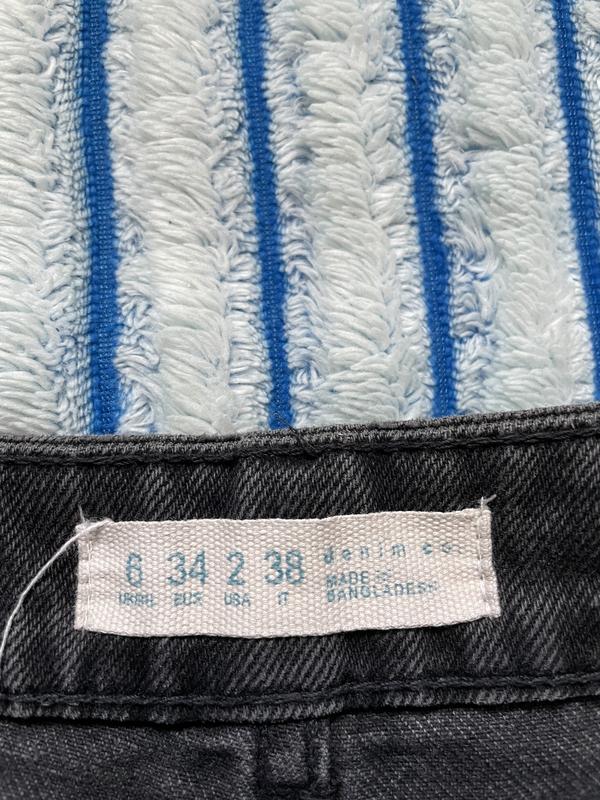 6 34 2 38 denim co.
UK/IRL EUR USA IT MADE IN
BANGLADESH